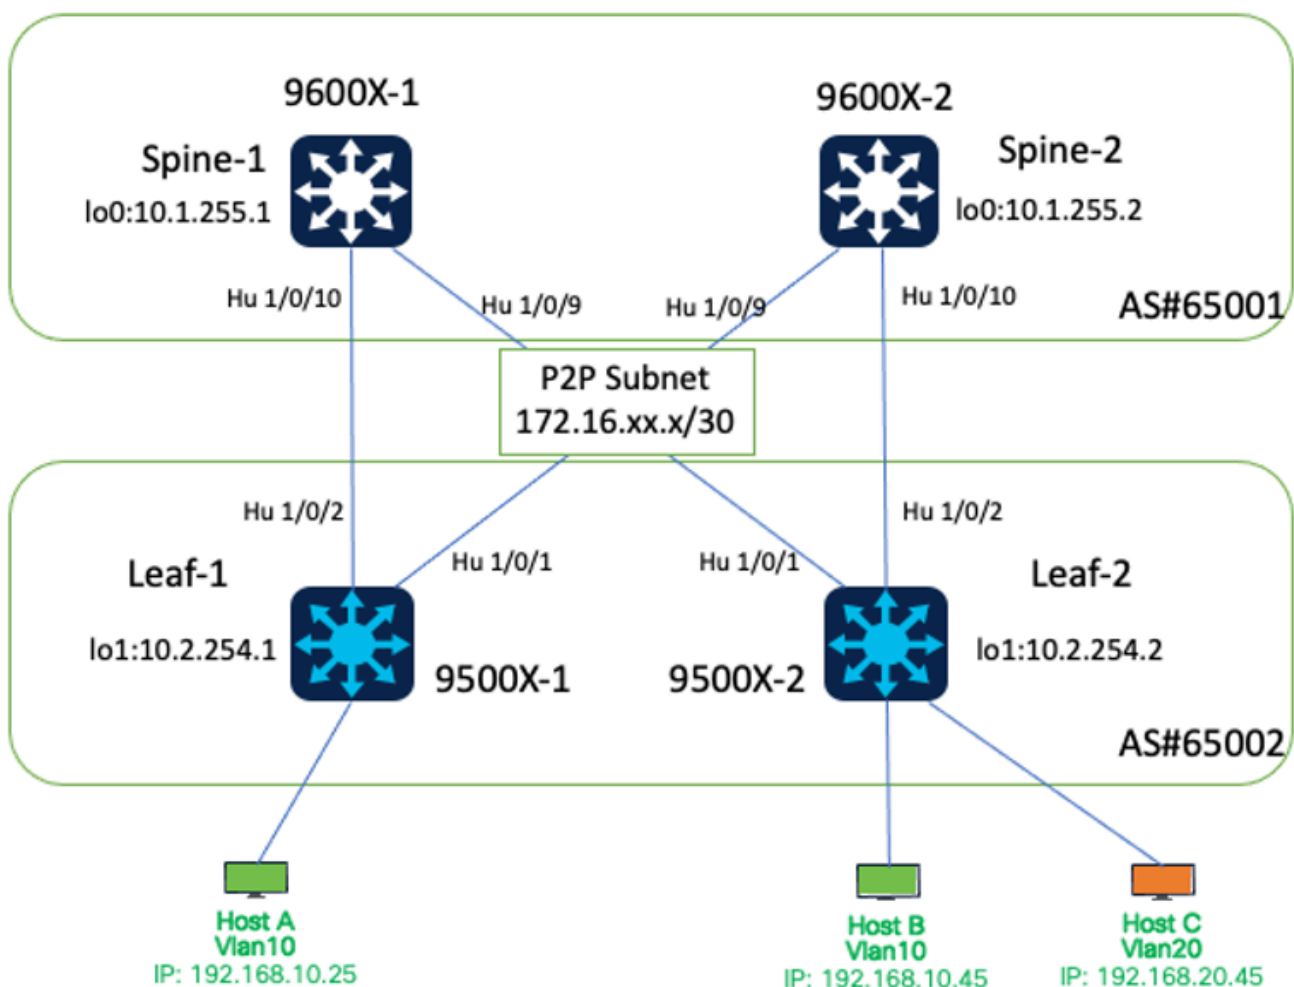 9600X-1
9600X-2
Spine-1
Spine-2
lo0:10.1.255.1
lo0:10.1.255.2
Hu 1/0/10
Hu 1/0/9
Hu 1/0/9
Hu 1/0/10
AS#65001
P2P Subnet
172.16.xx.x/30
Hu 1/0/2
Hu 1/0/2
Hu 1/0/1
Hu 1/0/1
Leaf-1
Leaf-2
lo1:10.2.254.1
lo1:10.2.254.2
9500X-1
9500X-2
AS#65002
Host A
Vlan10
IP: 192.168.10.25
Host B
Vlan10
IP: 192.168.10.45
Host C
Vlan20
IP: 192.168.20.45